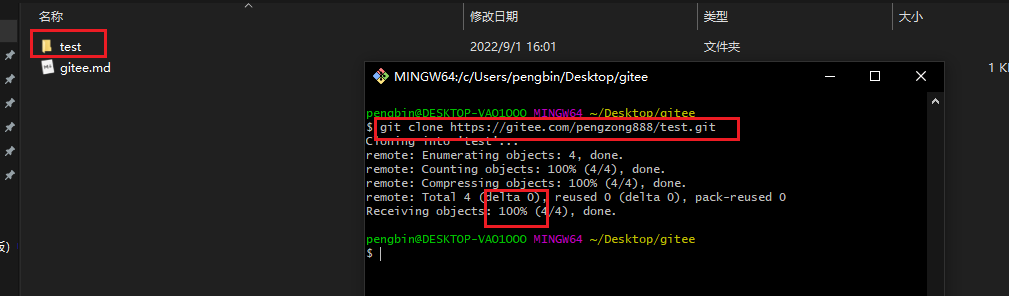 名称 修改日期 类型 大小
test 2022/9/1 16:01 文件夹
gitee.md 1 K
MINGW64:/c/Users/pengbin/Desktop/gitee
pengbin@DESKTOP-VAO1OOO MINGW64 ~/Desktop/gitee
$ git clone https://gitee.com/pengzong888/test.git
Cloning into 'test'...
remote: Enumerating objects: 4, done.
remote: Counting objects: 100% (4/4), done.
remote: Compressing objects: 100% (4/4), done.
remote: Total 4 (delta 0), reused 0 (delta 0), pack-reused 0
Receiving objects: 100% (4/4), done.
pengbin@DESKTOP-VAO1OOO MINGW64 ~/Desktop/gitee
$